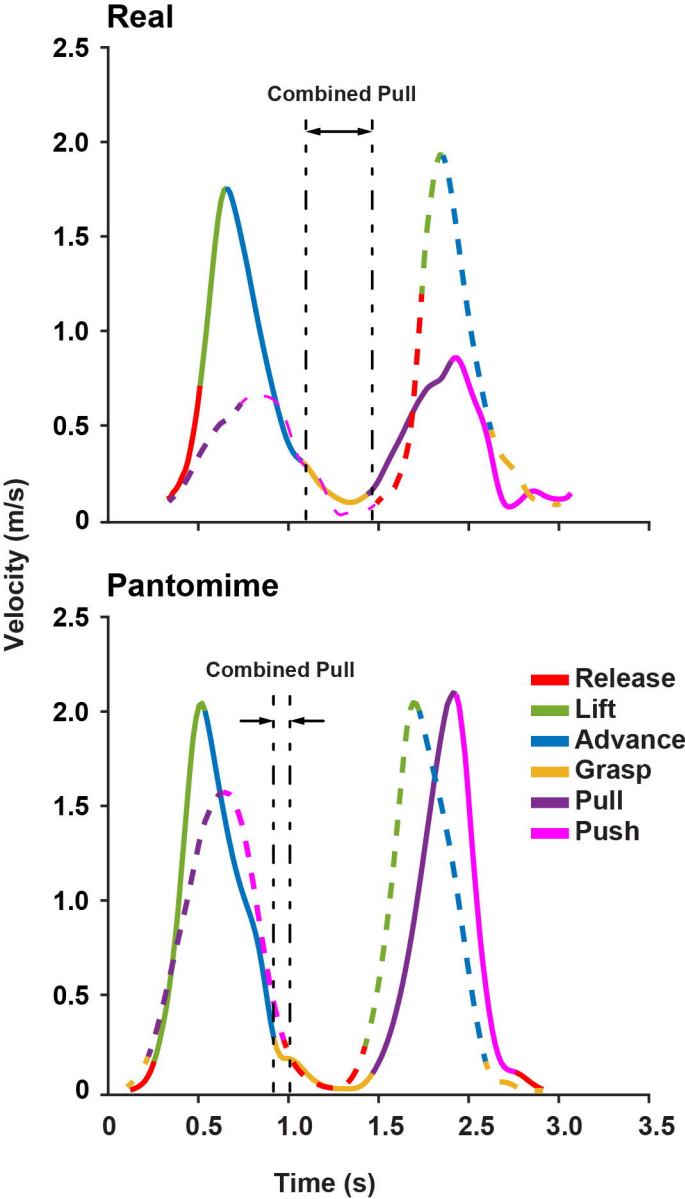 Real
2.5
Combined Pull
2.0
1.5
1.0
0.5
0
Velocity (m/s)
Pantomime
2.5
Combined Pull
2.0
1.5
1.0
0.5
0
Release
Lift
Advance
Grasp
Pull
Push
0 0.5 1.0 1.5 2.5 3.0 3.5
Time (s)